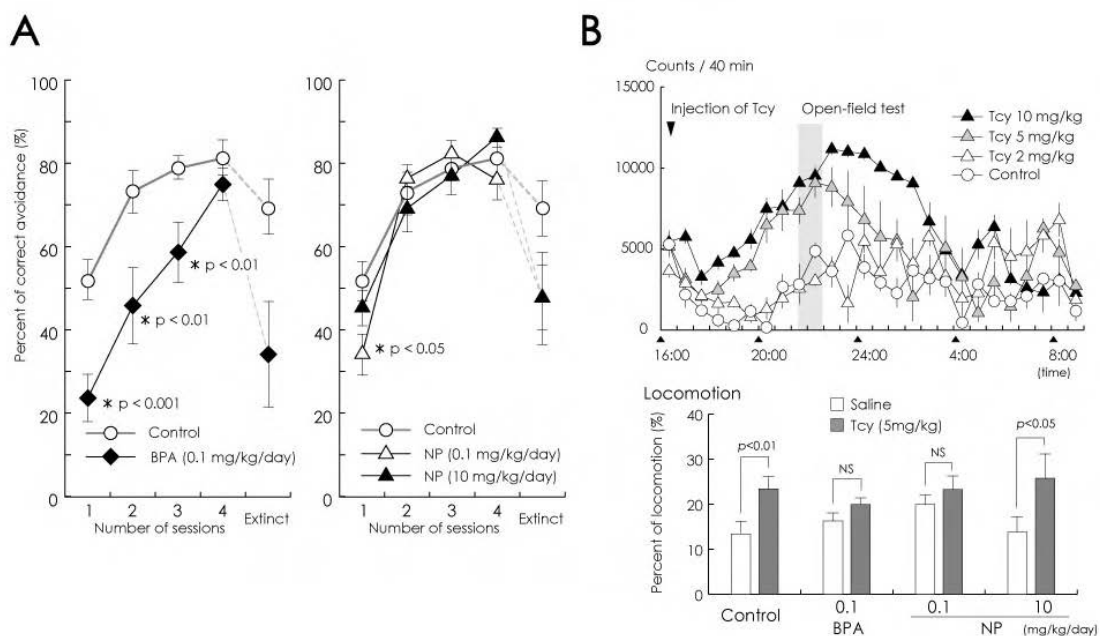 A
100
80
60
40
80
0
Percent of correct avoidance (%)
* p < 0.01
* p < 0.01
* p < 0.001
Control
BPA (0.1 mg/kg/day)
1 2 3 4 Extinct
Number of sessions
100
80
60
40
80
0
* p < 0.05
Control
NP (0.1 mg/kg/day)
NP (10 mg/kg/day)
1 2 3 4 Extinct
Number of sessions
B
Counts / 40 min
15000
10000
5000
0
Injection of Tcy
Open-field test
Tcy 10 mg/kg
Tcy 5 mg/kg
Tcy 2 mg/kg
Control
16:00 20:00 24:00 4:00 8:00
(time)
Locomotion
Percent of locomotion (%)
40
30
20
10
0
Saline
Tcy (5mg/kg)
p<0.01
NS
NS
p<0.05
Control
0.1
BPA
0.1 10
NP (mg/kg/day)